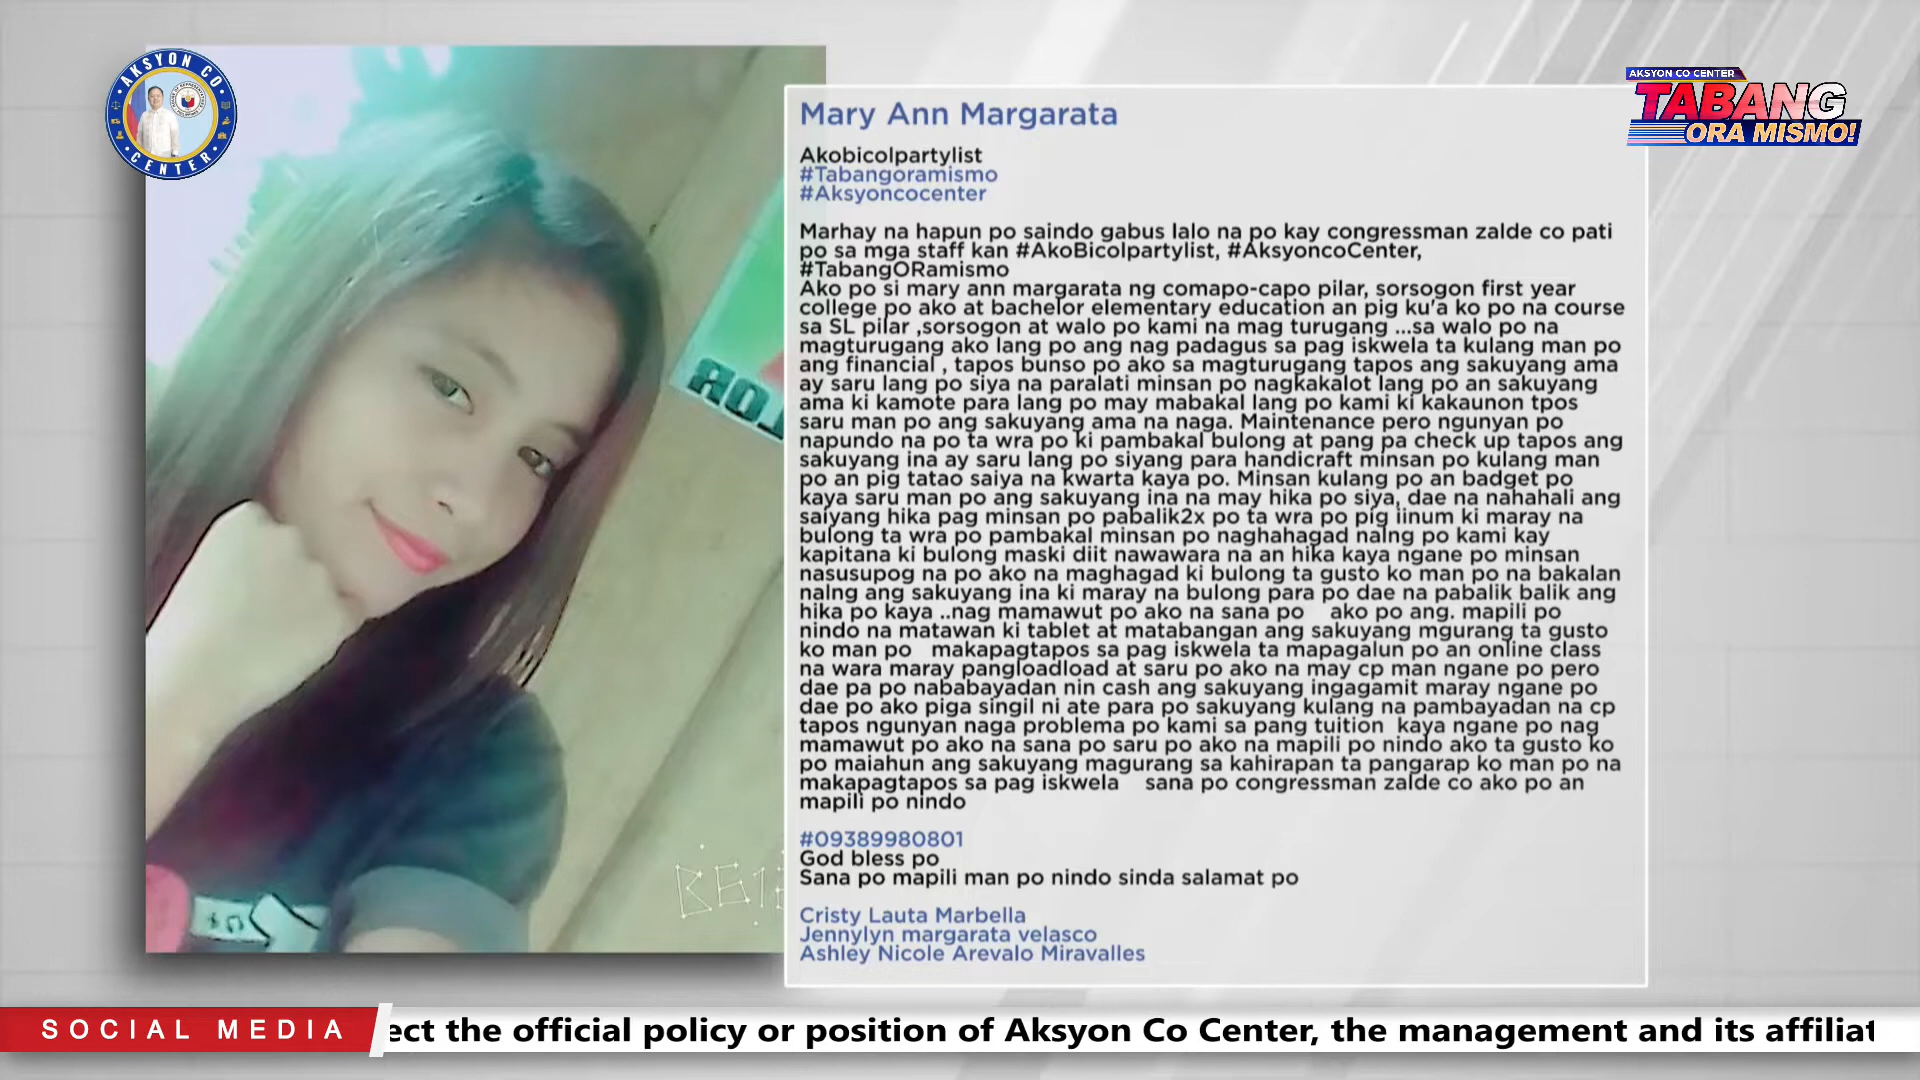 AKSYON CO
CENTER
AKSYON CO CENTER
TABANG
ORA MISMO!
Mary Ann Margarata
Akobicolpartylist
#Tabangoramismo
#Aksyoncocenter
Marhay na hapun po saindo gabus lalo na po kay congressman zalde co pati
po sa mga staff kan #AkoBicolpartylist, #AksyoncoCenter,
#TabangORamismo
Ako po si mary ann margarata ng comapo-capo pilar, sorsogon first year
college po ako at bachelor elementary education an pig ku'a ko po na course
sa SL pilar ,sorsogon at walo po kami na mag turugang ...sa walo po na
magturugang ako lang po ang nag padagus sa pag iskwela ta kulang man po
ang financial , tapos bunso po ako sa magturugang tapos ang sakuyang ama
ay saru lang po siya na paralati minsan po nagkakalot lang po an sakuyang
ama ki kamote para lang po may mabakal lang po kami ki kakaunon tpos
saru man po ang sakuyang ama na naga. Maintenance pero ngunyan po
napundo na po ta wra po ki pambakal bulong at pang pa check up tapos ang
sakuyang ina ay saru lang po siyang para handicraft minsan po kulang man
po an pig tatao saiya na kwarta kaya po. Minsan kulang po an badget po
kaya saru man po ang sakuyang ina na may hika po siya, dae na nahahali ang
saiyang hika pag minsan po pabalik2x po ta wra po pig iinum ki maray na
bulong ta wra po pambakal minsan po naghahagad nalng po kami kay
kapitana ki bulong maski diit nawawara na an hika kaya ngane po minsan
nasusupog na po ako na maghagad ki bulong ta gusto ko man po na bakalan
nalng ang sakuyang ina ki maray na bulong para po dae na pabalik balik ang
hika po kaya ..nag mamawut po ako na sana po ako po ang. mapili po
nindo na matawan ki tablet at matabangan ang sakuyang mgurang ta gusto
ko man po makapagtapos sa pag iskwela ta mapagalun po an online class
na wara maray pangloadload at saru po ako na may cp man ngane po pero
dae pa po nababayadan nin cash ang sakuyang ingagamit maray ngane po
dae po ako piga singil ni ate para po sakuyang kulang na pambayadan na cp
tapos ngunyan naga problema po kami sa pang tuition kaya ngane po nag
mamawut po ako na sana po saru po ako na mapili po nindo ako ta gusto ko
po maiahun ang sakuyang magurang sa kahirapan ta pangarap ko man po na
makapagtapos sa pag iskwela sana po congressman zalde co ako po an
mapili po nindo
#09389980801
God bless po
Sana po mapili man po nindo sinda salamat po
Cristy Lauta Marbella
Jennylyn margarata velasco
Ashley Nicole Arevalo Miravalles
SOCIAL MEDIA
ect the official policy or position of Aksyon Co Center, the management and its affiliat